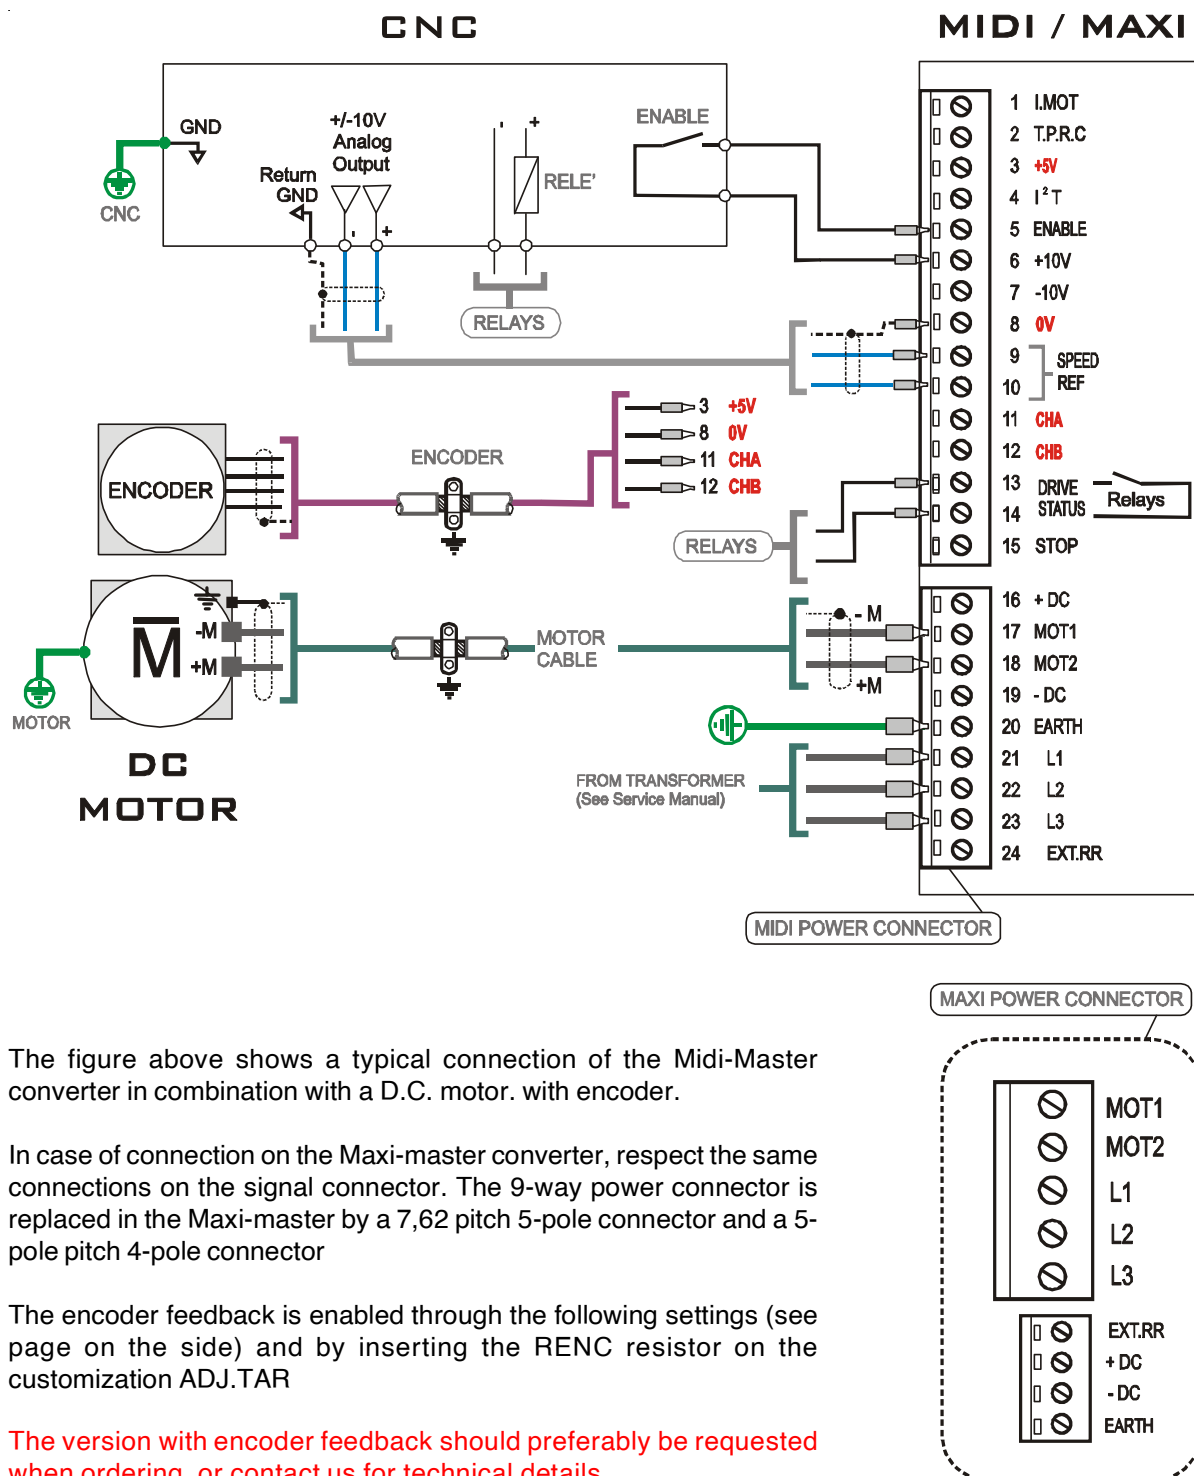 CNC
MIDI / MAXI
GND
+/-10V
Analog
Output
Return
GND
CNC
- +
- +
RELE'
ENABLE
RELAYS
1 I.MOT
2 T.P.R.C
3 +5V
4 I²T
5 ENABLE
6 +10V
7 -10V
8 0V
9
10
SPEED
REF
11 CHA
12 CHB
13
14
DRIVE
STATUS
Relays
15 STOP
ENCODER
ENCODER
3 +5V
8 0V
11 CHA
12 CHB
RELAYS
M
-M
+M
MOTOR
DC
MOTOR
MOTOR
CABLE
- M
+M
16 + DC
17 MOT1
18 MOT2
19 - DC
20 EARTH
21 L1
22 L2
23 L3
24 EXT.RR
FROM TRANSFORMER
(See Service Manual)
MIDI POWER CONNECTOR
MAXI POWER CONNECTOR
MOT1
MOT2
L1
L2
L3
EXT.RR
+ DC
- DC
EARTH
The figure above shows a typical connection of the Midi-Master
converter in combination with a D.C. motor. with encoder.
In case of connection on the Maxi-master converter, respect the same
connections on the signal connector. The 9-way power connector is
replaced in the Maxi-master by a 7,62 pitch 5-pole connector and a 5-
pole pitch 4-pole connector
The encoder feedback is enabled through the following settings (see
page on the side) and by inserting the RENC resistor on the
customization ADJ.TAR
The version with encoder feedback should preferably be requested
when ordering, or contact us for technical details